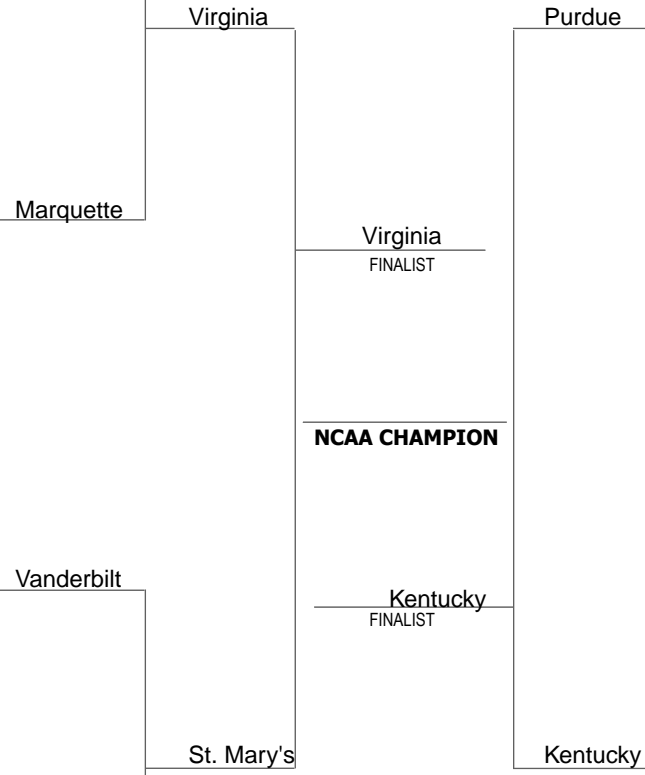 Virginia
Purdue
Marquette
Virginia
FINALIST
NCAA CHAMPION
Vanderbilt
Kentucky
FINALIST
St. Mary's
Kentucky